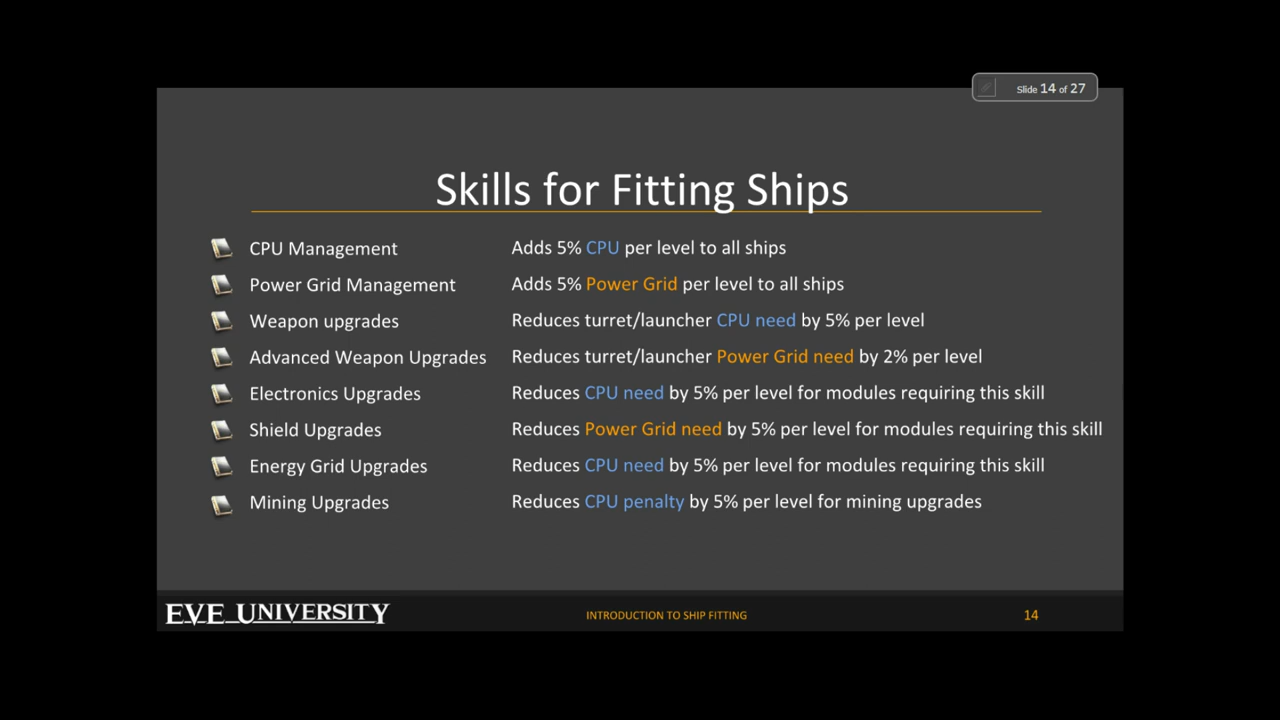 Slide 14 of 27
Skills for Fitting Ships
CPU Management Adds 5% CPU per level to all ships
Power Grid Management Adds 5% Power Grid per level to all ships
Weapon upgrades Reduces turret/launcher CPU need by 5% per level
Advanced Weapon Upgrades Reduces turret/launcher Power Grid need by 2% per level
Electronics Upgrades Reduces CPU need by 5% per level for modules requiring this skill
Shield Upgrades Reduces Power Grid need by 5% per level for modules requiring this skill
Energy Grid Upgrades Reduces CPU need by 5% per level for modules requiring this skill
Mining Upgrades Reduces CPU penalty by 5% per level for mining upgrades
EVE UNIVERSITY INTRODUCTION TO SHIP FITTING 14